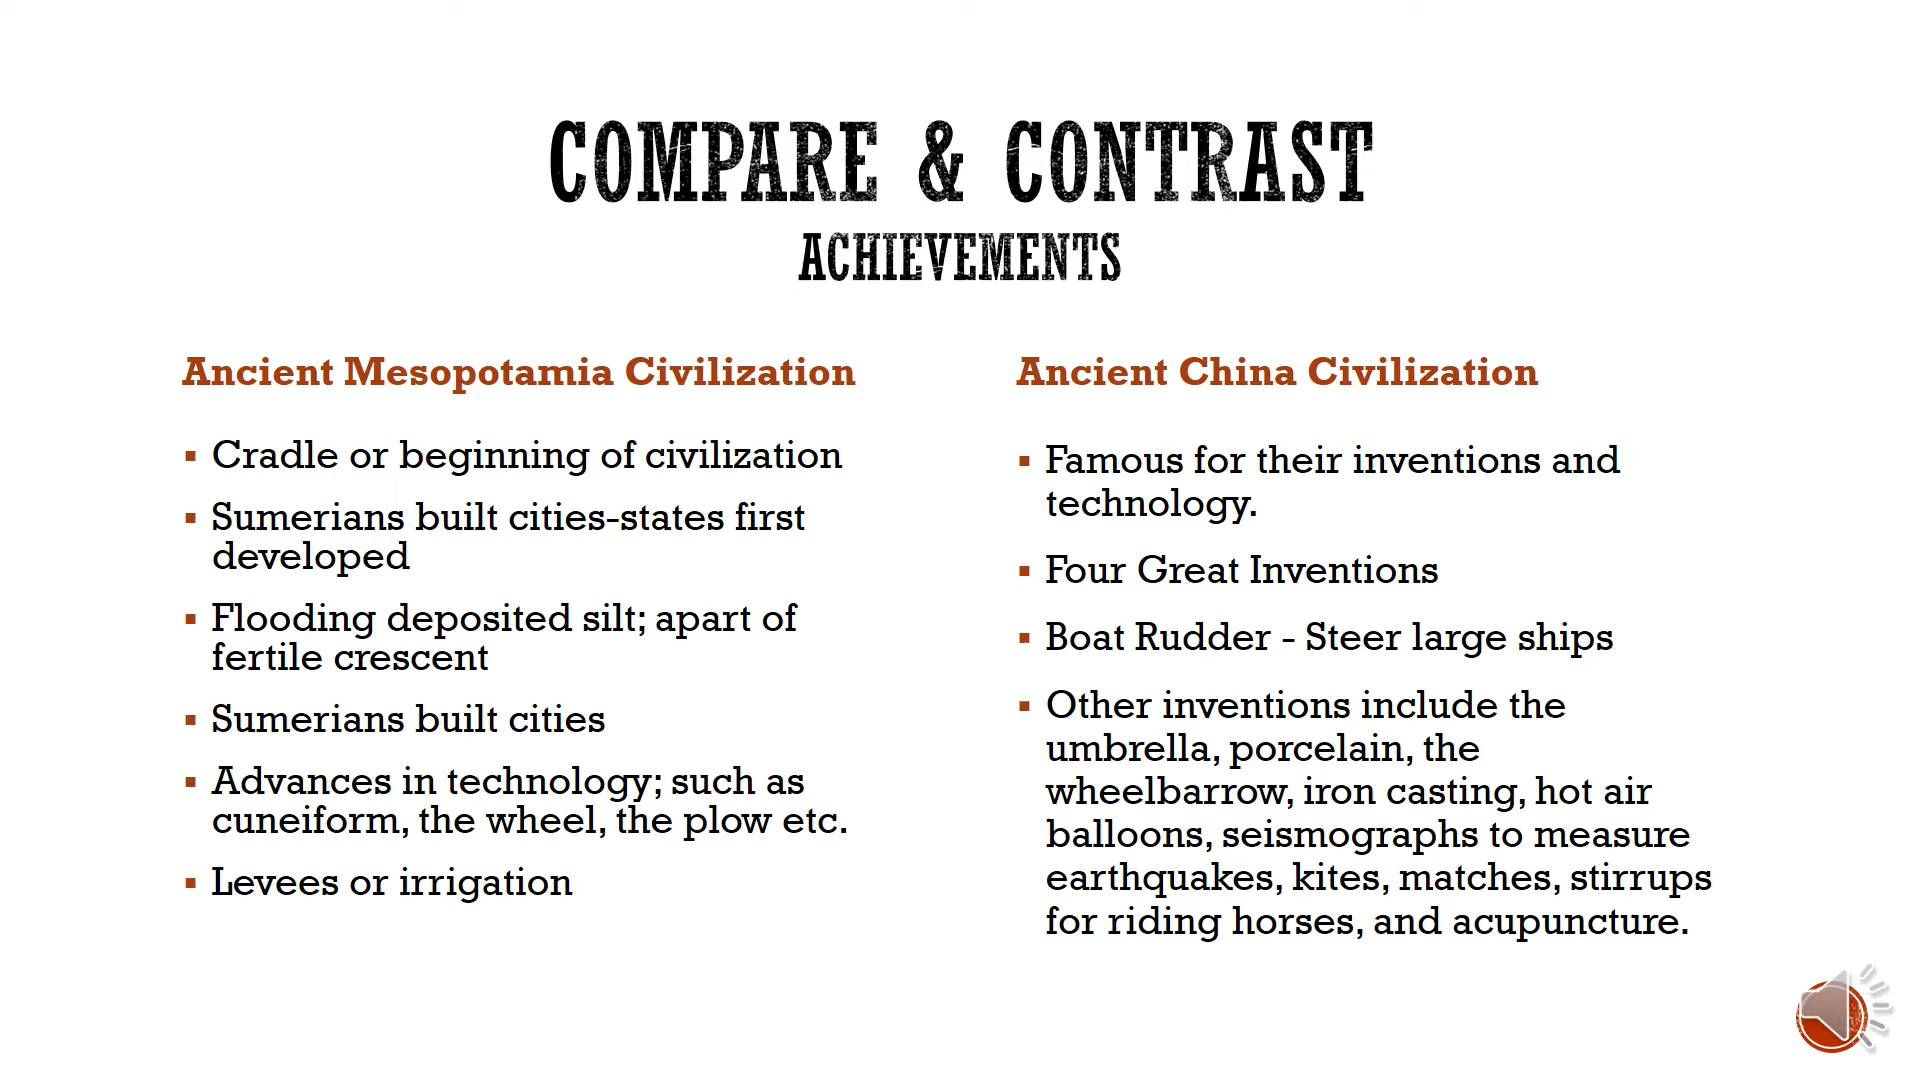 COMPARE & CONTRAST
ACHIEVEMENTS
Ancient Mesopotamia Civilization
▪ Cradle or beginning of civilization
▪ Sumerians built cities-states first
developed
▪ Flooding deposited silt; apart of
fertile crescent
▪ Sumerians built cities
▪ Advances in technology; such as
cuneiform, the wheel, the plow etc.
▪ Levees or irrigation
Ancient China Civilization
▪ Famous for their inventions and
technology.
▪ Four Great Inventions
▪ Boat Rudder - Steer large ships
▪ Other inventions include the
umbrella, porcelain, the
wheelbarrow, iron casting, hot air
balloons, seismographs to measure
earthquakes, kites, matches, stirrups
for riding horses, and acupuncture.